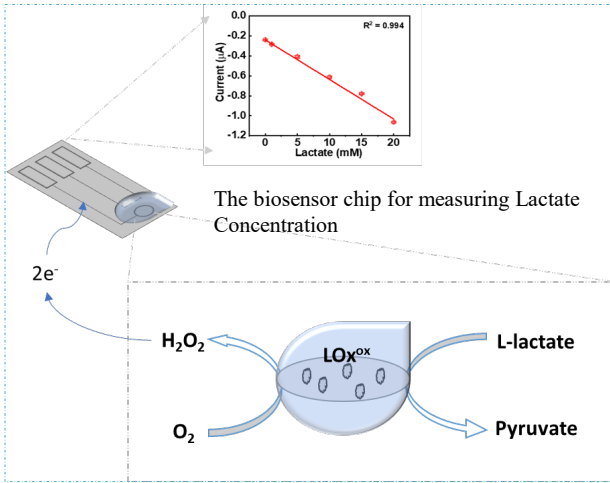 0.0
-0.2
-0.4
-0.6
-0.8
-1.0
-1.2
Current (µA)
R² = 0.994
0 5 10 15 20
Lactate (mM)
The biosensor chip for measuring Lactate
Concentration
2e⁻
H₂O₂
LOxᵒˣ
L-lactate
O₂
Pyruvate